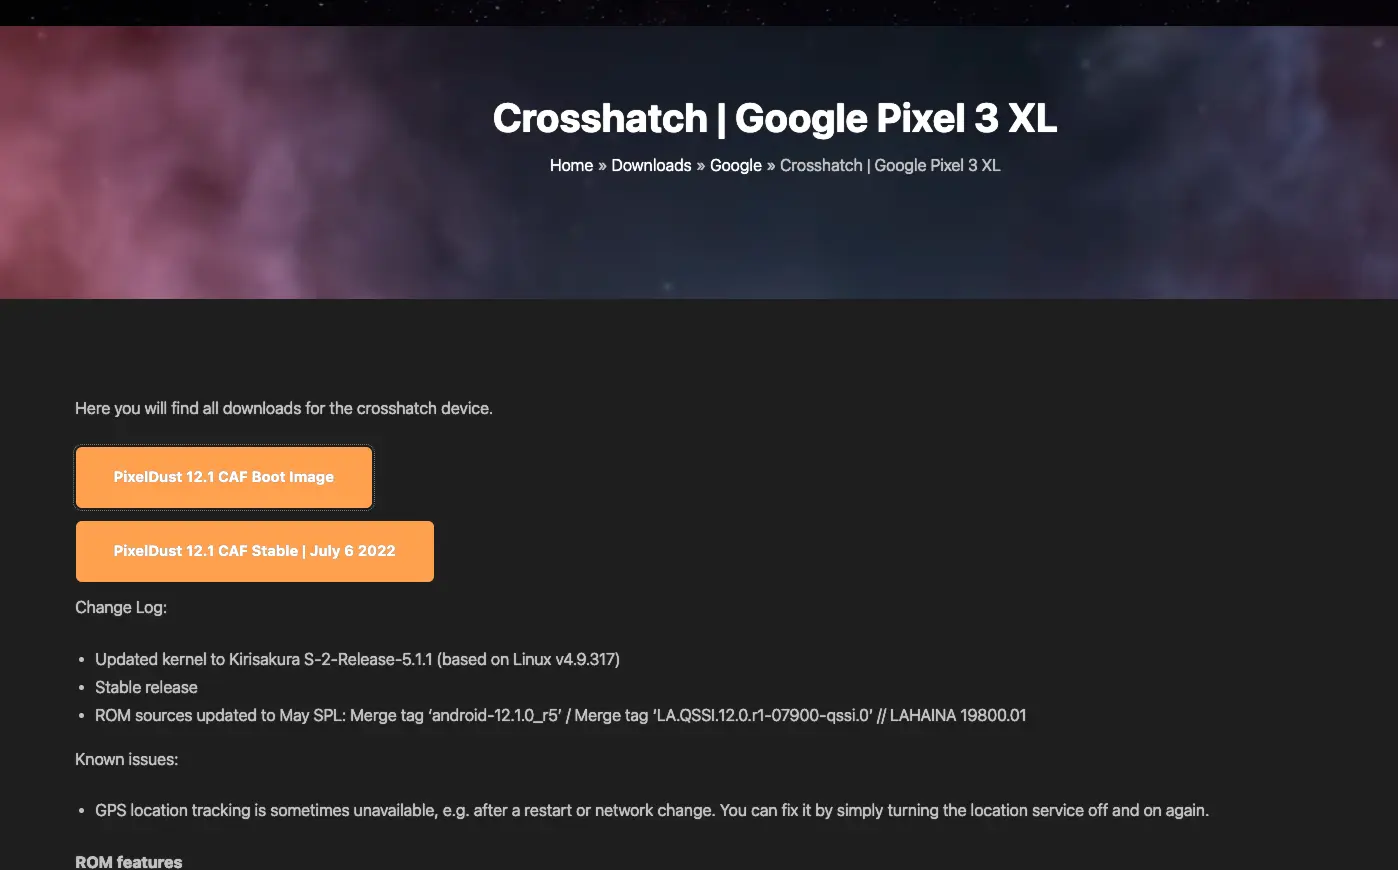 Crosshatch | Google Pixel 3 XL
Home » Downloads » Google » Crosshatch | Google Pixel 3 XL
Here you will find all downloads for the crosshatch device.
PixelDust 12.1 CAF Boot Image
PixelDust 12.1 CAF Stable | July 6 2022
Change Log:
• Updated kernel to Kirisakura S-2-Release-5.1.1 (based on Linux v4.9.317)
• Stable release
• ROM sources updated to May SPL: Merge tag ‘android-12.1.0_r5’ / Merge tag ‘LA.QSSI.12.0.r1-07900-qssi.0’ // LAHAINA 19800.01
Known issues:
• GPS location tracking is sometimes unavailable, e.g. after a restart or network change. You can fix it by simply turning the location service off and on again.
ROM features